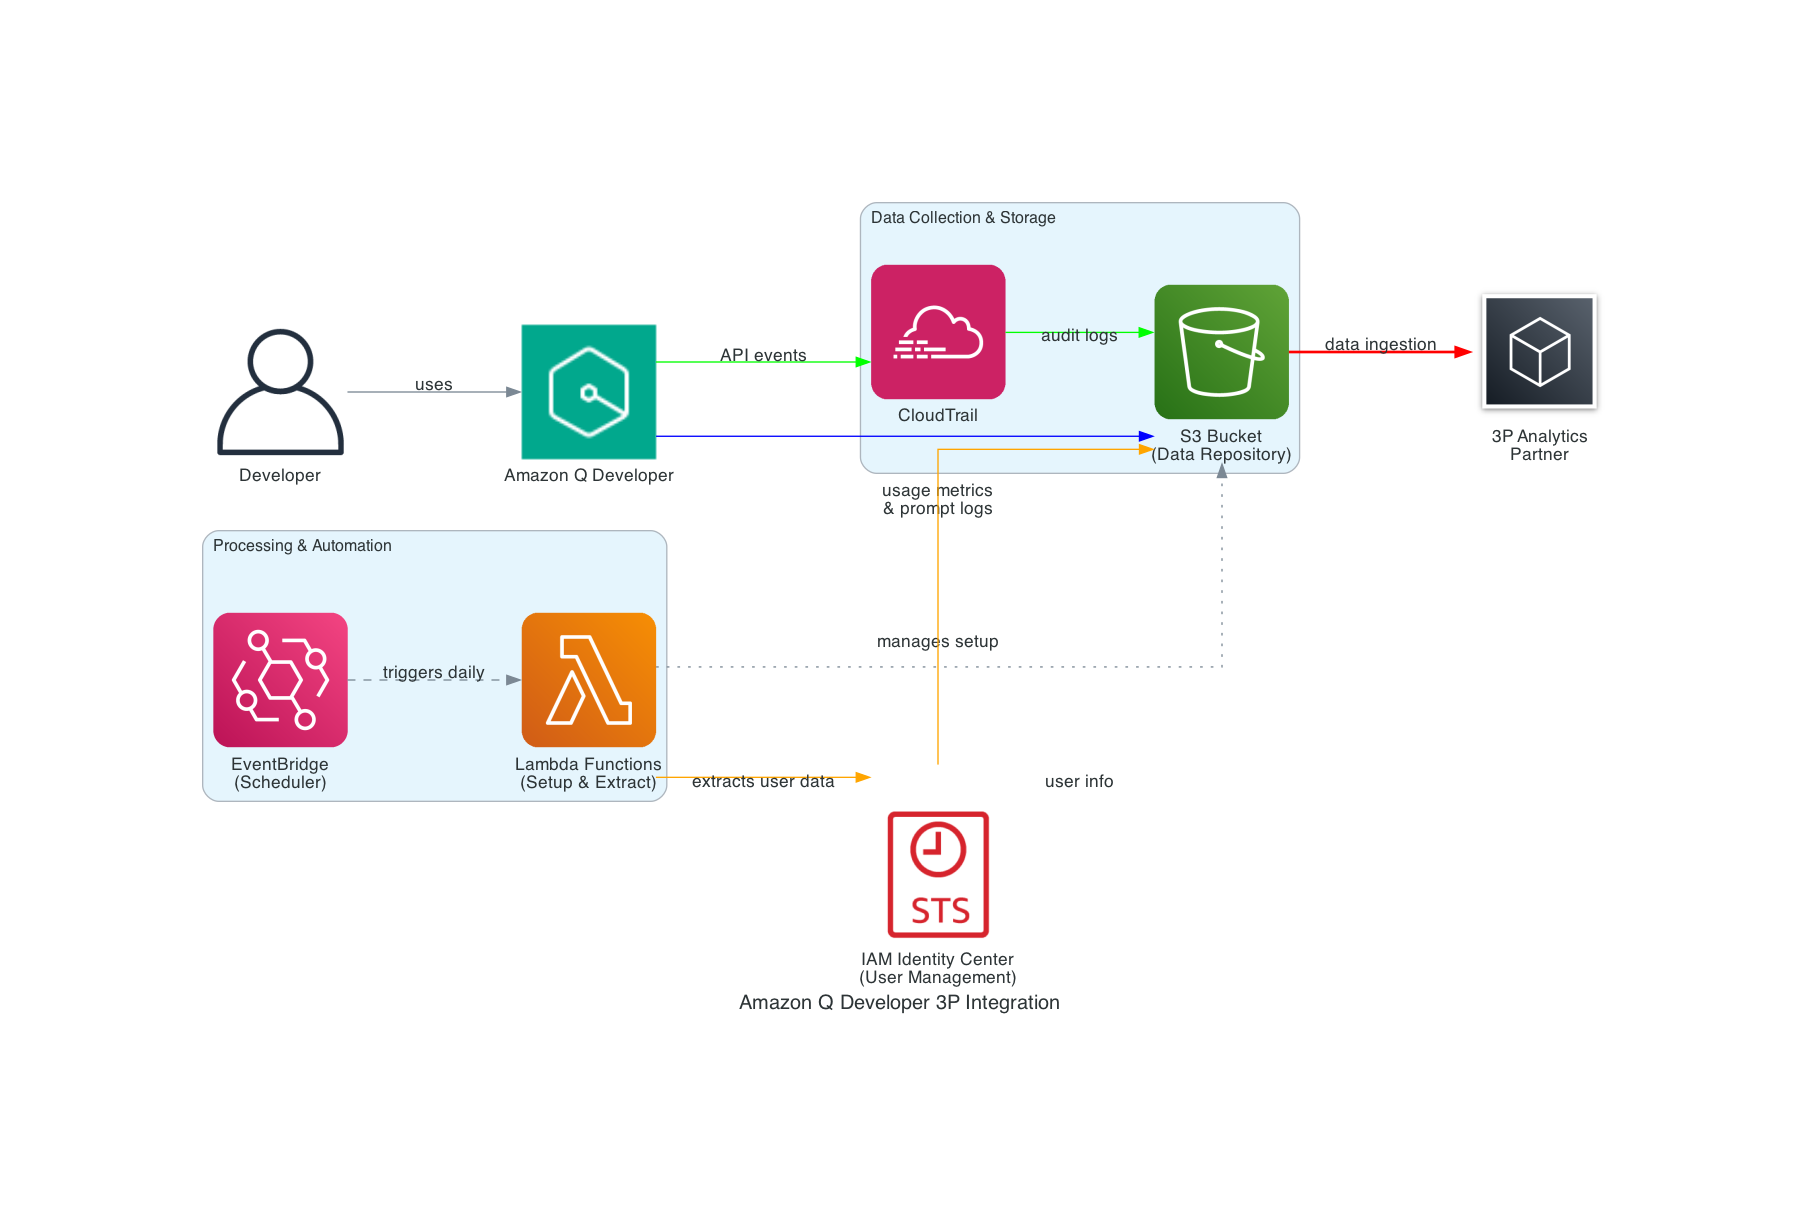 Data Collection & Storage
uses
API events
audit logs
data ingestion
Developer
Amazon Q Developer
CloudTrail
S3 Bucket
(Data Repository)
3P Analytics
Partner
usage metrics
& prompt logs
Processing & Automation
triggers daily
manages setup
EventBridge
(Scheduler)
Lambda Functions
(Setup & Extract)
extracts user data
user info
STS
IAM Identity Center
(User Management)
Amazon Q Developer 3P Integration